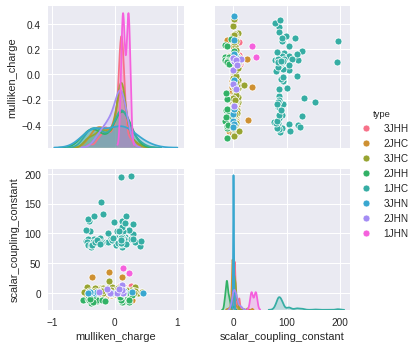 mulliken_charge
0.4
0.2
0.0
−0.2
−0.4
type
3JHH
2JHC
3JHC
2JHH
1JHC
3JHN
2JHN
1JHN
scalar_coupling_constant
200
150
100
50
0
−1 0 1
mulliken_charge
0 100 200
scalar_coupling_constant